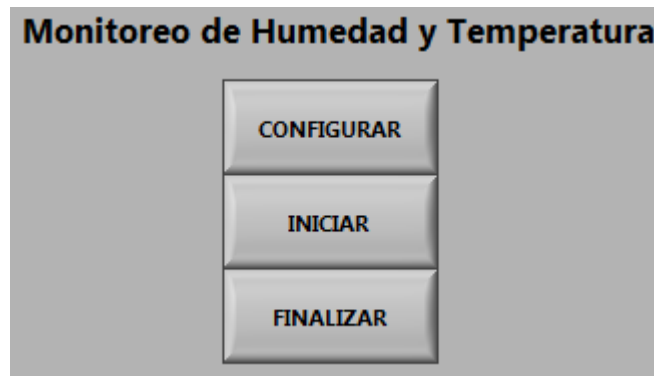 Monitoreo de Humedad y Temperatura
CONFIGURAR
INICIAR
FINALIZAR